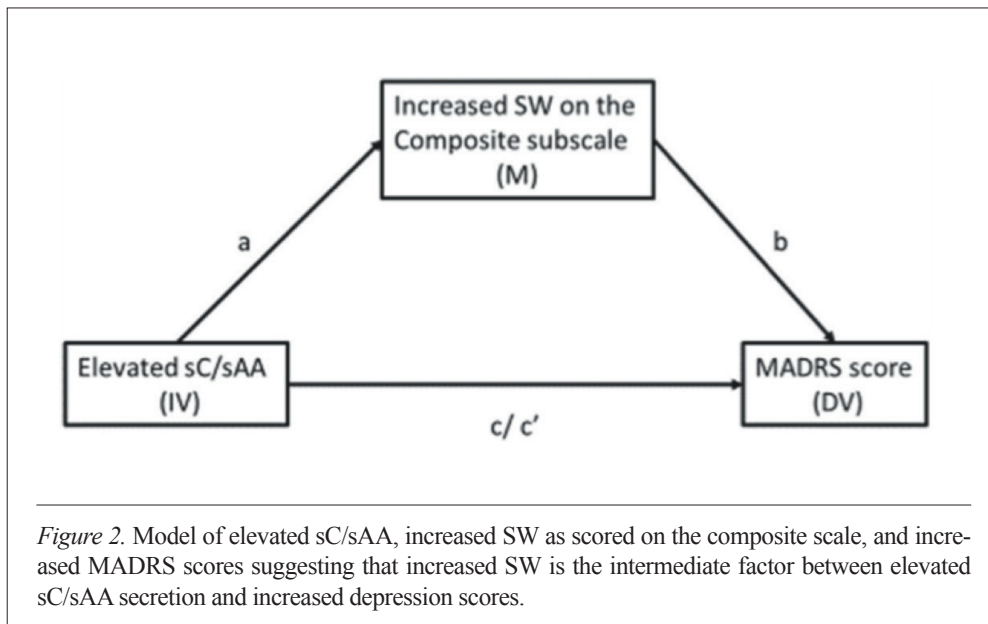 Increased SW on the
Composite subscale
(M)
a
b
Elevated sC/sAA
(IV)
MADRS score
(DV)
c/ c’
Figure 2. Model of elevated sC/sAA, increased SW as scored on the composite scale, and incre-
ased MADRS scores suggesting that increased SW is the intermediate factor between elevated
sC/sAA secretion and increased depression scores.